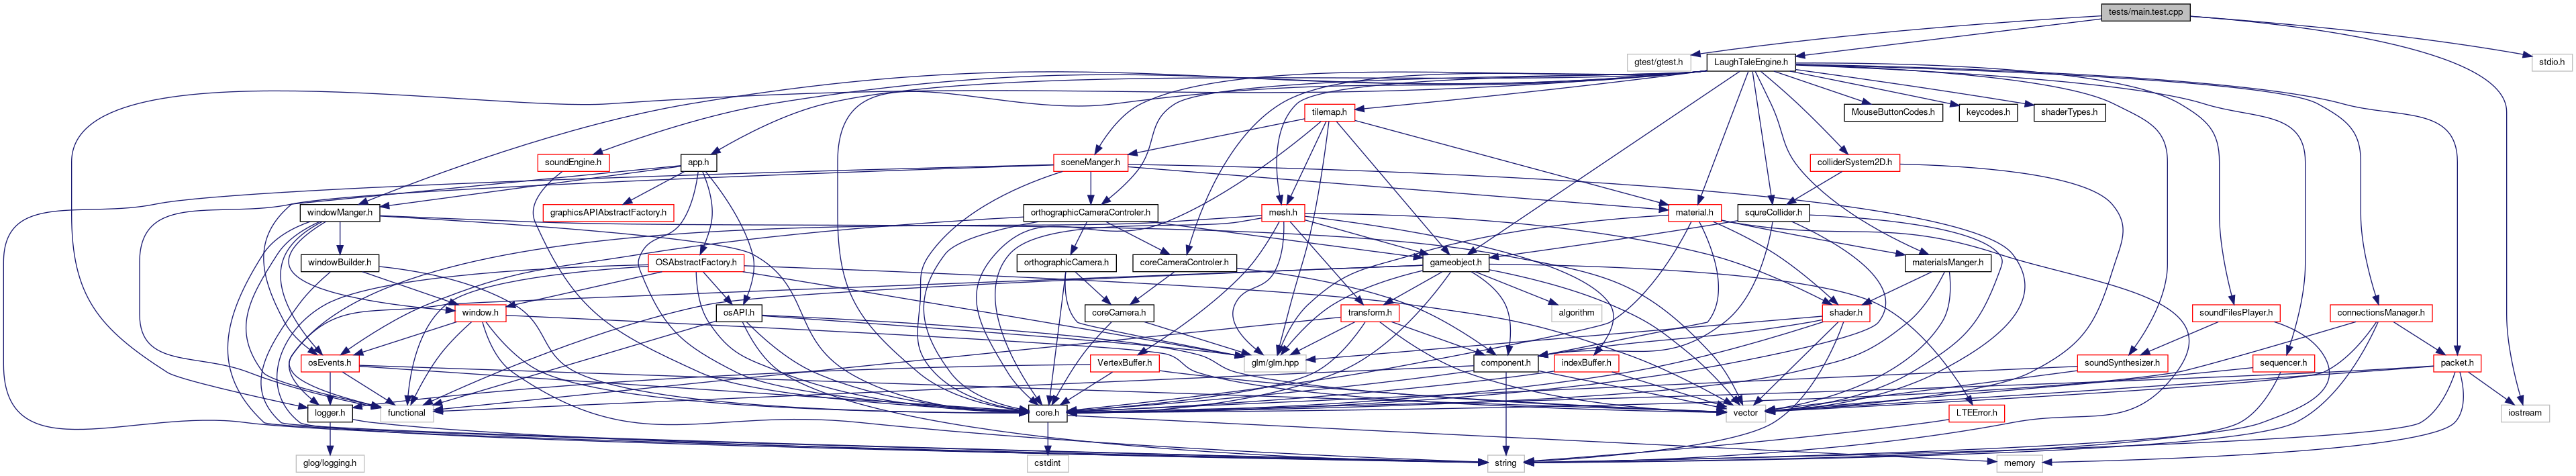 tests/main.test.cpp
gtest/gtest.h
LaughTaleEngine.h
stdio.h
tilemap.h
MouseButtonCodes.h
keycodes.h
shaderTypes.h
soundEngine.h
app.h
sceneManger.h
colliderSystem2D.h
windowManger.h
graphicsAPIAbstractFactory.h
orthographicCameraControler.h
mesh.h
material.h
squreCollider.h
windowBuilder.h
OSAbstractFactory.h
orthographicCamera.h
coreCameraControler.h
gameobject.h
materialsManger.h
window.h
osAPI.h
coreCamera.h
transform.h
shader.h
soundFilesPlayer.h
connectionsManager.h
osEvents.h
VertexBuffer.h
glm/glm.hpp
component.h
indexBuffer.h
algorithm
soundSynthesizer.h
sequencer.h
packet.h
logger.h
functional
core.h
vector
LTEError.h
iostream
glog/logging.h
cstdint
string
memory